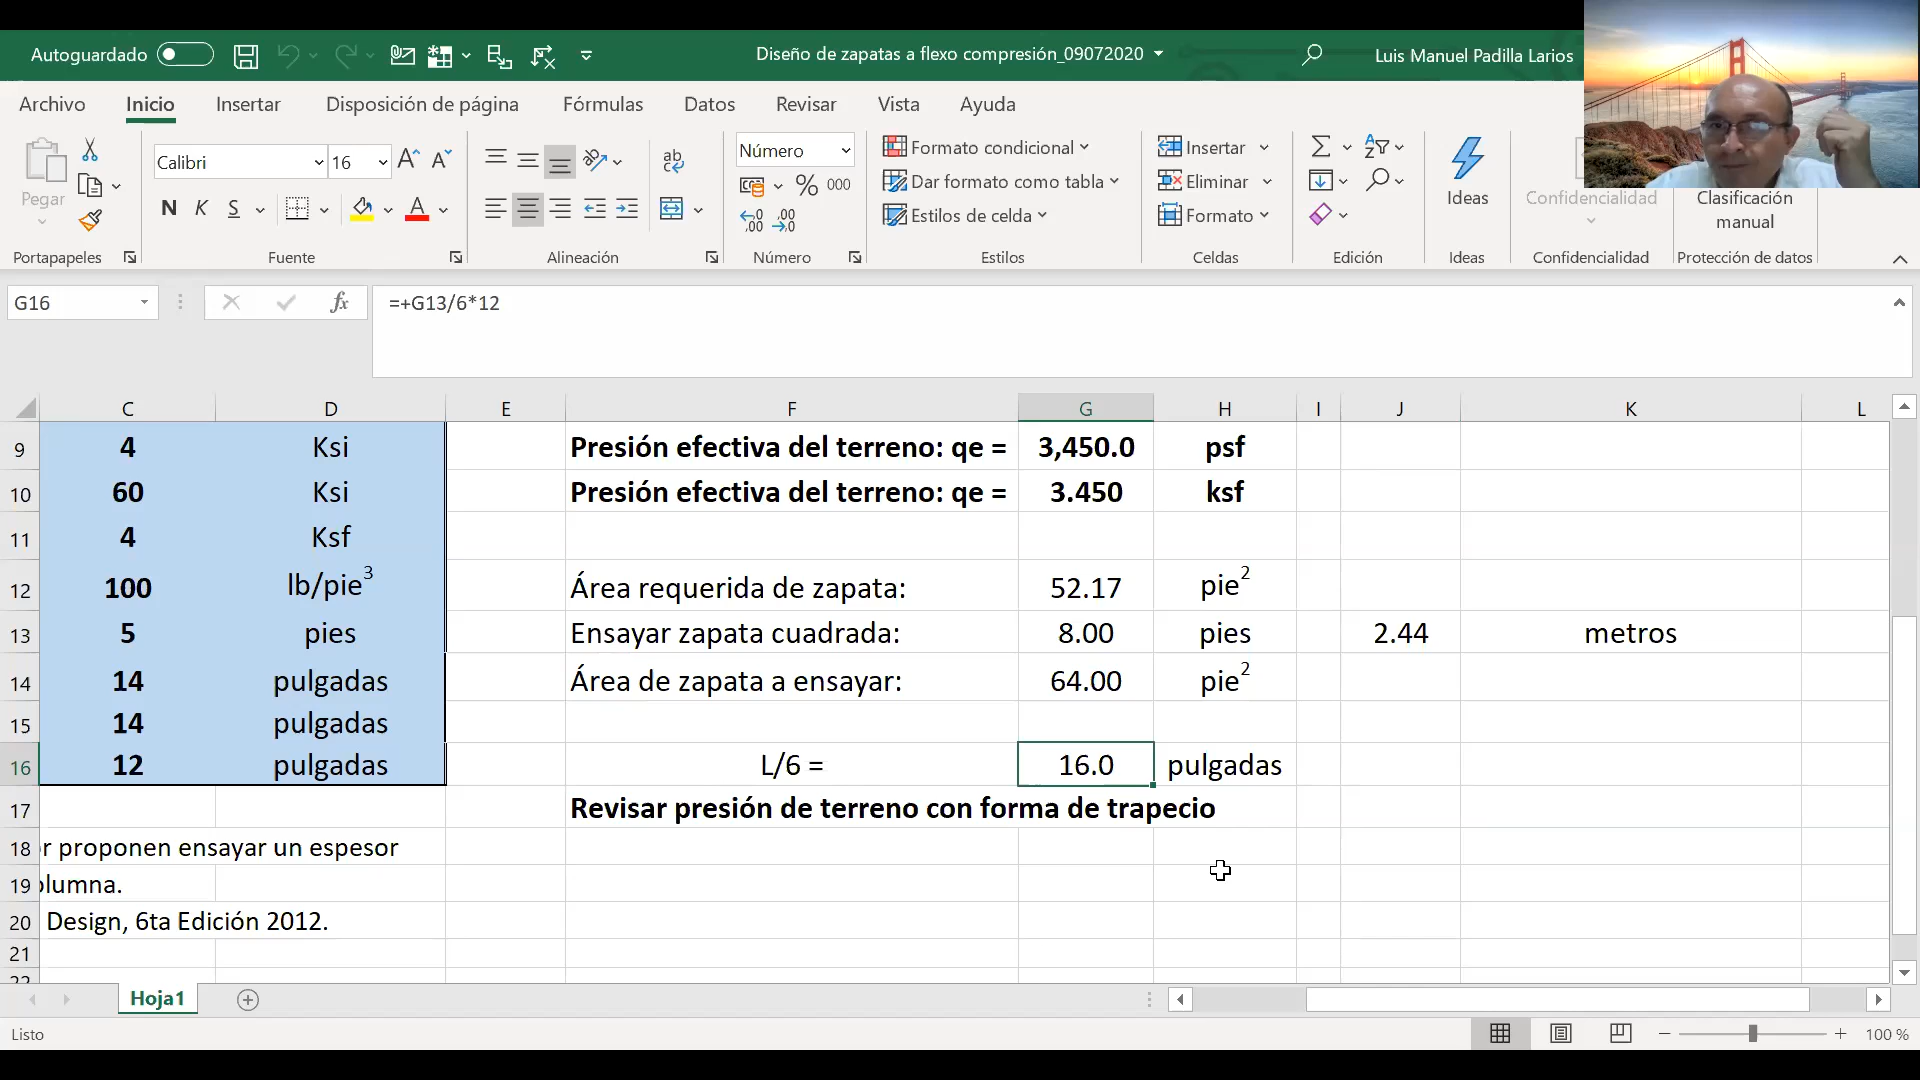 Autoguardado
Diseño de zapatas a flexo compresión_09072020
Luis Manuel Padilla Larios
Archivo Inicio Insertar Disposición de página Fórmulas Datos Revisar Vista Ayuda
Pegar
Calibri 16
N K S
ab
Número
% 000
Formato condicional
Dar formato como tabla
Estilos de celda
Insertar
Eliminar
Formato
Ideas
Confidencialidad
Clasificación
manual
Portapapeles Fuente Alineación Número Estilos Celdas Edición Ideas Confidencialidad Protección de datos
G16 fx =+G13/6*12
C D E F G H I J K L
9 4 Ksi Presión efectiva del terreno: qe = 3,450.0 psf
10 60 Ksi Presión efectiva del terreno: qe = 3.450 ksf
11 4 Ksf
12 100 lb/pie³ Área requerida de zapata: 52.17 pie²
13 5 pies Ensayar zapata cuadrada: 8.00 pies 2.44 metros
14 14 pulgadas Área de zapata a ensayar: 64.00 pie²
15 14 pulgadas
16 12 pulgadas L/6 = 16.0 pulgadas
17 Revisar presión de terreno con forma de trapecio
18 r proponen ensayar un espesor
19 olumna.
20 Design, 6ta Edición 2012.
21
22
Hoja1
Listo
100 %